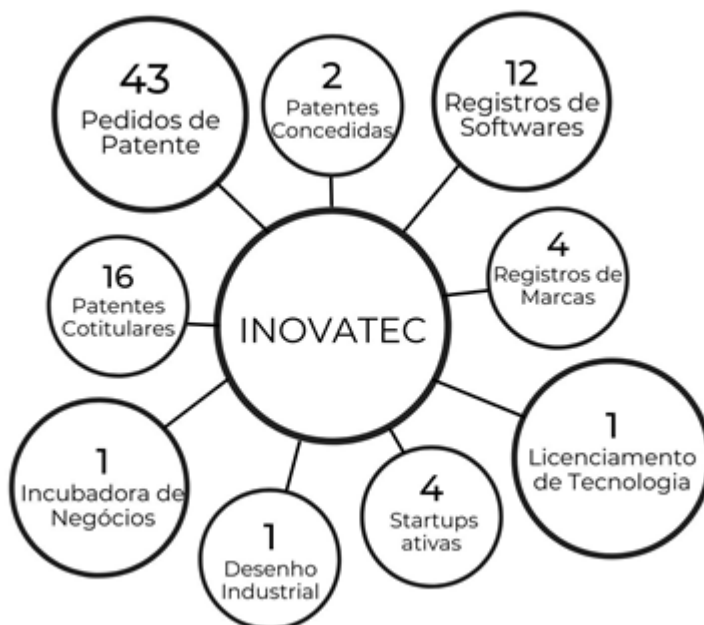 43
Pedidos de
Patente
2
Patentes
Concedidas
12
Registros de
Softwares
16
Patentes
Cotitulares
INOVATEC
4
Registros de
Marcas
1
Incubadora de
Negócios
1
Desenho
Industrial
4
Startups
ativas
1
Licenciamento
de Tecnologia